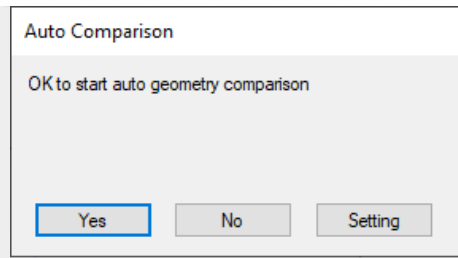 Auto Comparison
OK to start auto geometry comparison
Yes No Setting